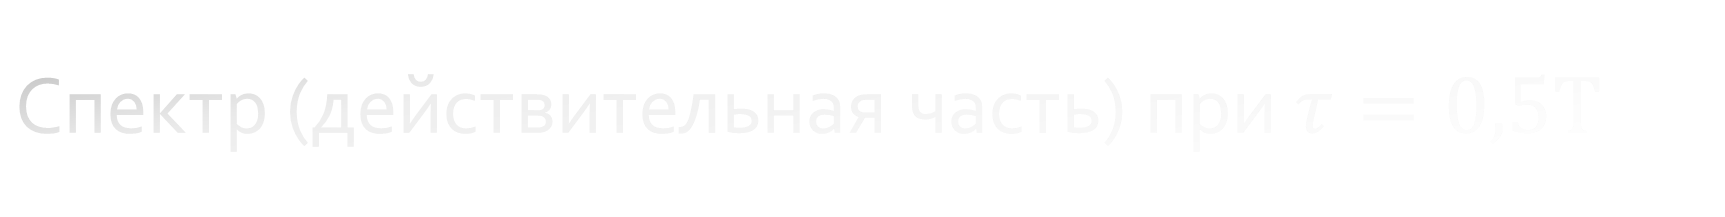 Спектр (действительная часть) при τ = 0,5T